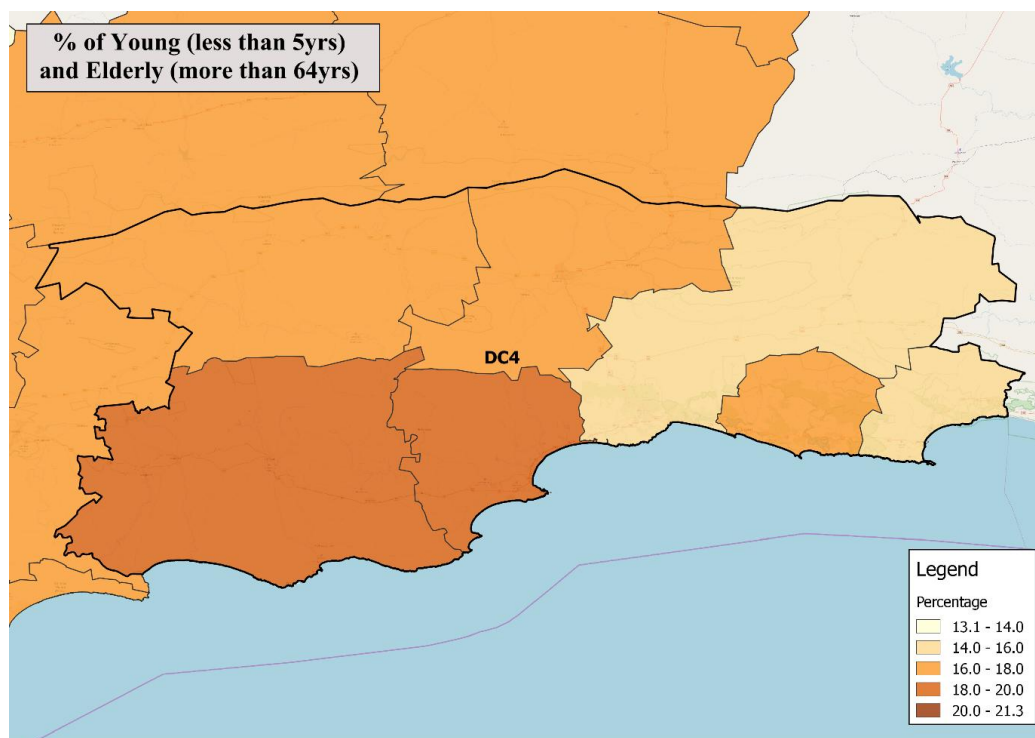 % of Young (less than 5yrs)
and Elderly (more than 64yrs)
DC4
Legend
Percentage
13.1 - 14.0
14.0 - 16.0
16.0 - 18.0
18.0 - 20.0
20.0 - 21.3